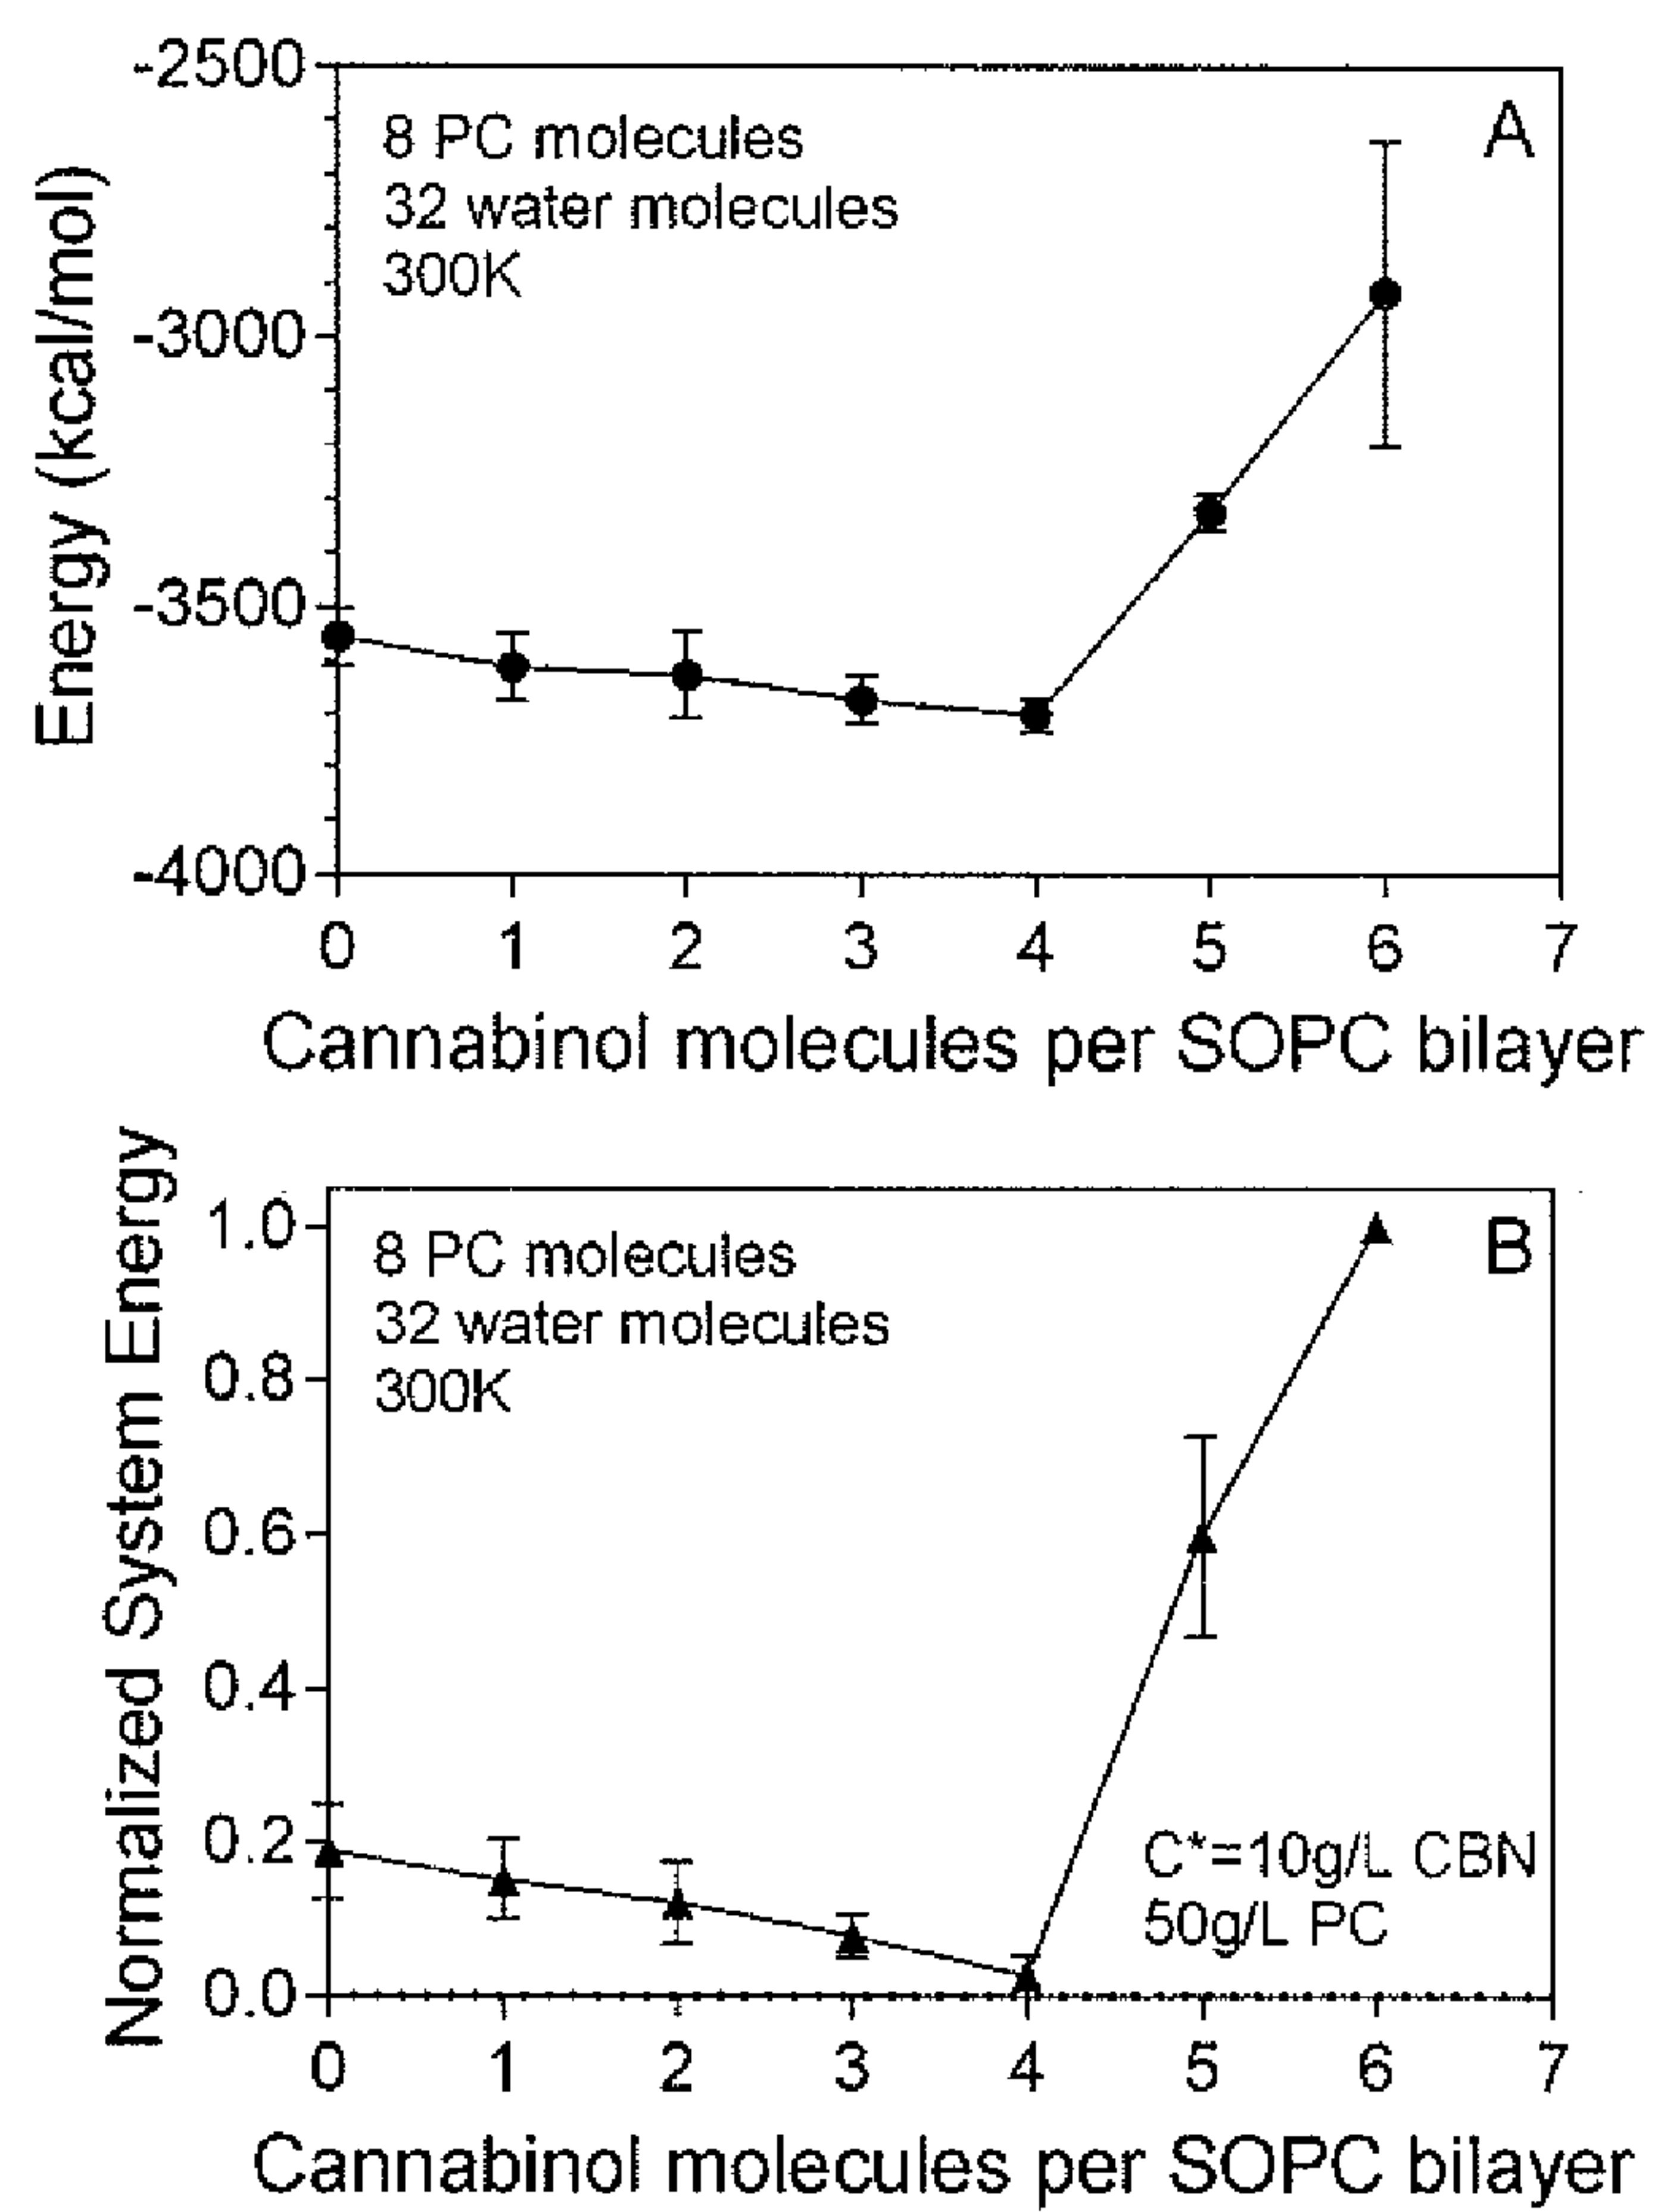 Energy (kcal/mol)
-2500
-3000
-3500
-4000
8 PC molecules
32 water molecules
300K
A
0 1 2 3 4 5 6 7
Cannabinol molecules per SOPC bilayer
Normalized System Energy
1.0
0.8
0.6
0.4
0.2
0.0
8 PC molecules
32 water molecules
300K
B
C*=10g/L CBN
50g/L PC
0 1 2 3 4 5 6 7
Cannabinol molecules per SOPC bilayer